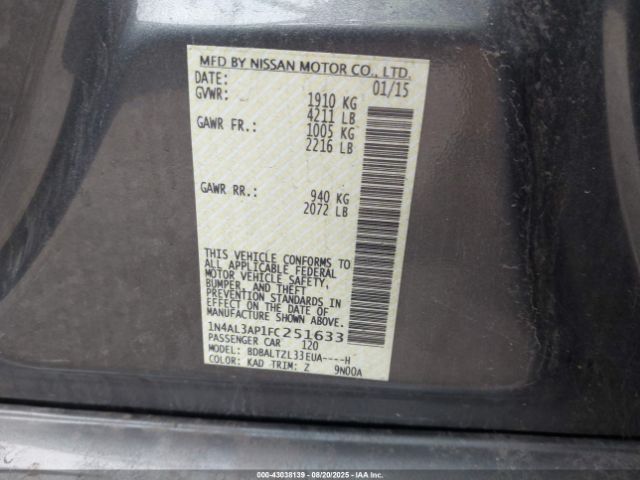 MFD BY NISSAN MOTOR CO., LTD.
DATE: 01/15
GVWR: 1910 KG
4211 LB
GAWR FR.: 1005 KG
2216 LB
GAWR RR.: 940 KG
2072 LB
THIS VEHICLE CONFORMS TO
ALL APPLICABLE FEDERAL
MOTOR VEHICLE SAFETY,
BUMPER, AND THEFT
PREVENTION STANDARDS IN
EFFECT ON THE DATE OF
MANUFACTURE SHOWN ABOVE.
1N4AL3AP1FC251633
PASSENGER CAR 120
MODEL: BDBALTZL33EUA----H
COLOR: KAD TRIM: Z 9N00A
000-43038139 - 08/20/2025 - IAA Inc.